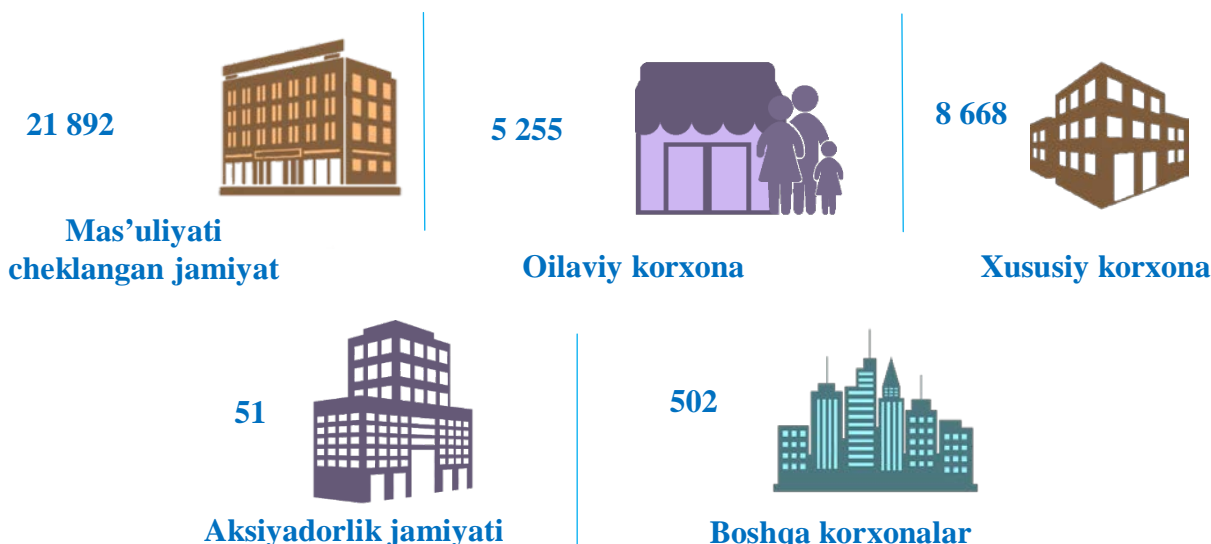 21 892
Mas’uliyati
cheklangan jamiyat
5 255
Oilaviy korxona
8 668
Xususiy korxona
51
Aksiyadorlik jamiyati
502
Boshqa korxonalar